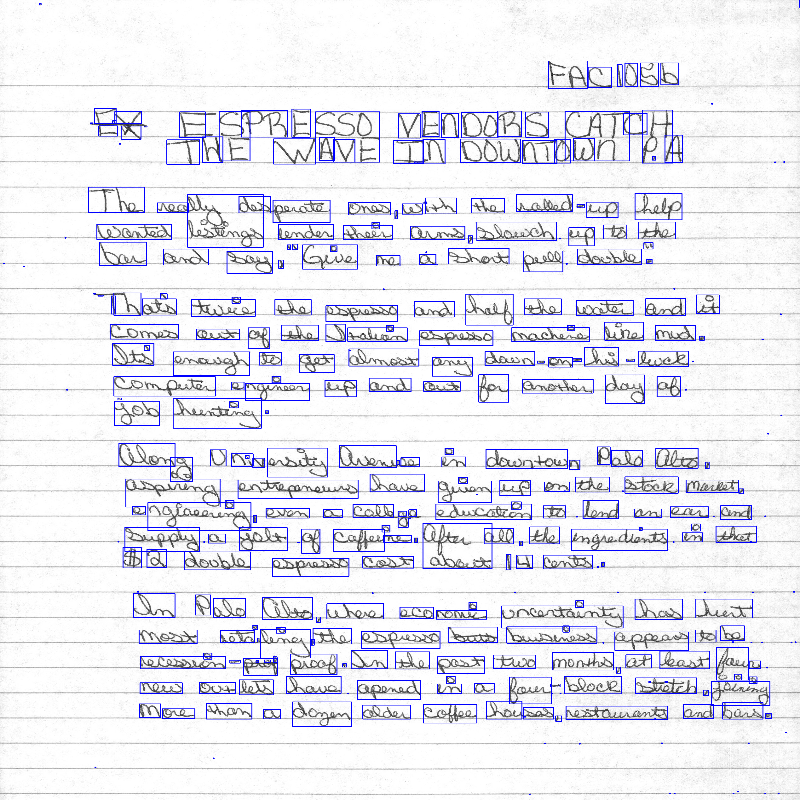 FAC1056
ESPRESSO VENDORS CATCH
THE WAVE IN DOWNTOWN P.A
The really desperate ones, with the rolled-up help
wanted listings under their arms, slouch up to the
bar and say, "Give me a short pull double".
Thats twice the espresso and half the water and it
comes out of the Italian espresso machine like mud.
Its enough to get almost any down-on-his-luck
computer engineer up and out for another day of
job hunting.
Along University Avenue in downtown Palo Alto,
aspiring entrepreneurs have given up on the stock market,
engineering, even a college education to lend an ear and
supply a jolt of caffeine. After all, the ingredients in that
$2 double espresso cost about 14 cents.
In Palo Alto, where economic uncertainty has hurt
most retailing, the espresso business appears to be
recession-proof. In the past two months, at least four
new outlets have opened in a four-block stretch, joining
more than a dozen older coffee houses, restaurants and bars.